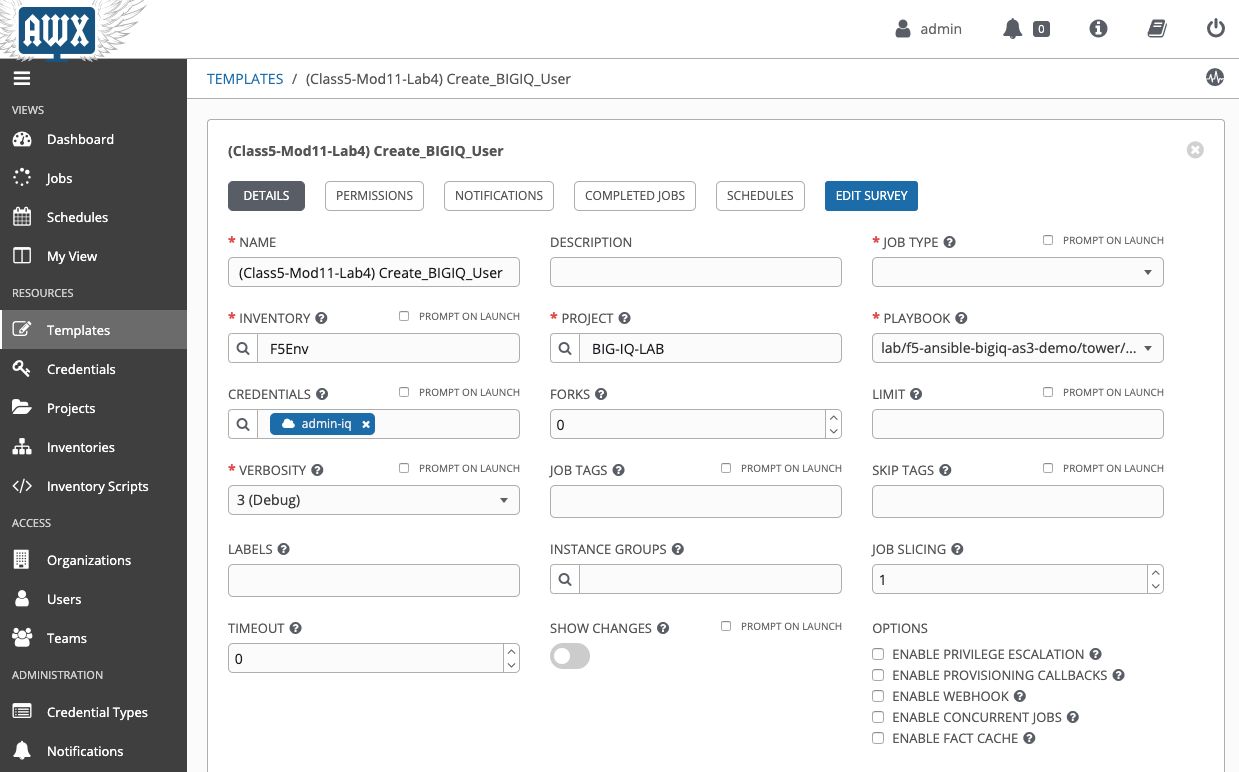 AWX
admin
0
TEMPLATES / (Class5-Mod11-Lab4) Create_BIGIQ_User
VIEWS
Dashboard
Jobs
Schedules
My View
RESOURCES
Templates
Credentials
Projects
Inventories
Inventory Scripts
ACCESS
Organizations
Users
Teams
ADMINISTRATION
Credential Types
Notifications
(Class5-Mod11-Lab4) Create_BIGIQ_User
DETAILS PERMISSIONS NOTIFICATIONS COMPLETED JOBS SCHEDULES EDIT SURVEY
* NAME
(Class5-Mod11-Lab4) Create_BIGIQ_User
DESCRIPTION
* JOB TYPE PROMPT ON LAUNCH
* INVENTORY PROMPT ON LAUNCH
F5Env
* PROJECT
BIG-IQ-LAB
* PLAYBOOK
lab/f5-ansible-bigiq-as3-demo/tower/...
CREDENTIALS PROMPT ON LAUNCH
admin-iq
FORKS
0
LIMIT PROMPT ON LAUNCH
* VERBOSITY PROMPT ON LAUNCH
3 (Debug)
JOB TAGS PROMPT ON LAUNCH
SKIP TAGS PROMPT ON LAUNCH
LABELS
INSTANCE GROUPS
JOB SLICING
1
TIMEOUT
0
SHOW CHANGES PROMPT ON LAUNCH
OPTIONS
ENABLE PRIVILEGE ESCALATION
ENABLE PROVISIONING CALLBACKS
ENABLE WEBHOOK
ENABLE CONCURRENT JOBS
ENABLE FACT CACHE